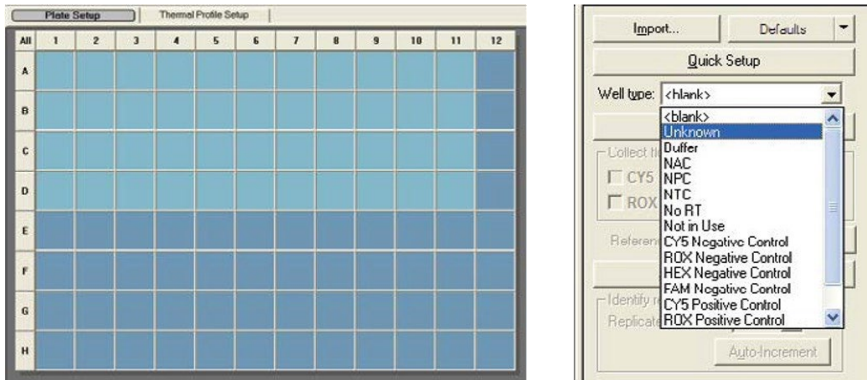 Plate Setup Thermal Profile Setup
All 1 2 3 4 5 6 7 8 9 10 11 12
A
B
C
D
E
F
G
H
Import... Defaults
Quick Setup
Well type: <blank>
<blank>
Unknown
Buffer
NAC
NPC
NTC
No RT
Not in Use
CY5 Negative Control
ROX Negative Control
HEX Negative Control
FAM Negative Control
CY5 Positive Control
ROX Positive Control
Collect
CY5
ROX
Identify
Auto-Increment